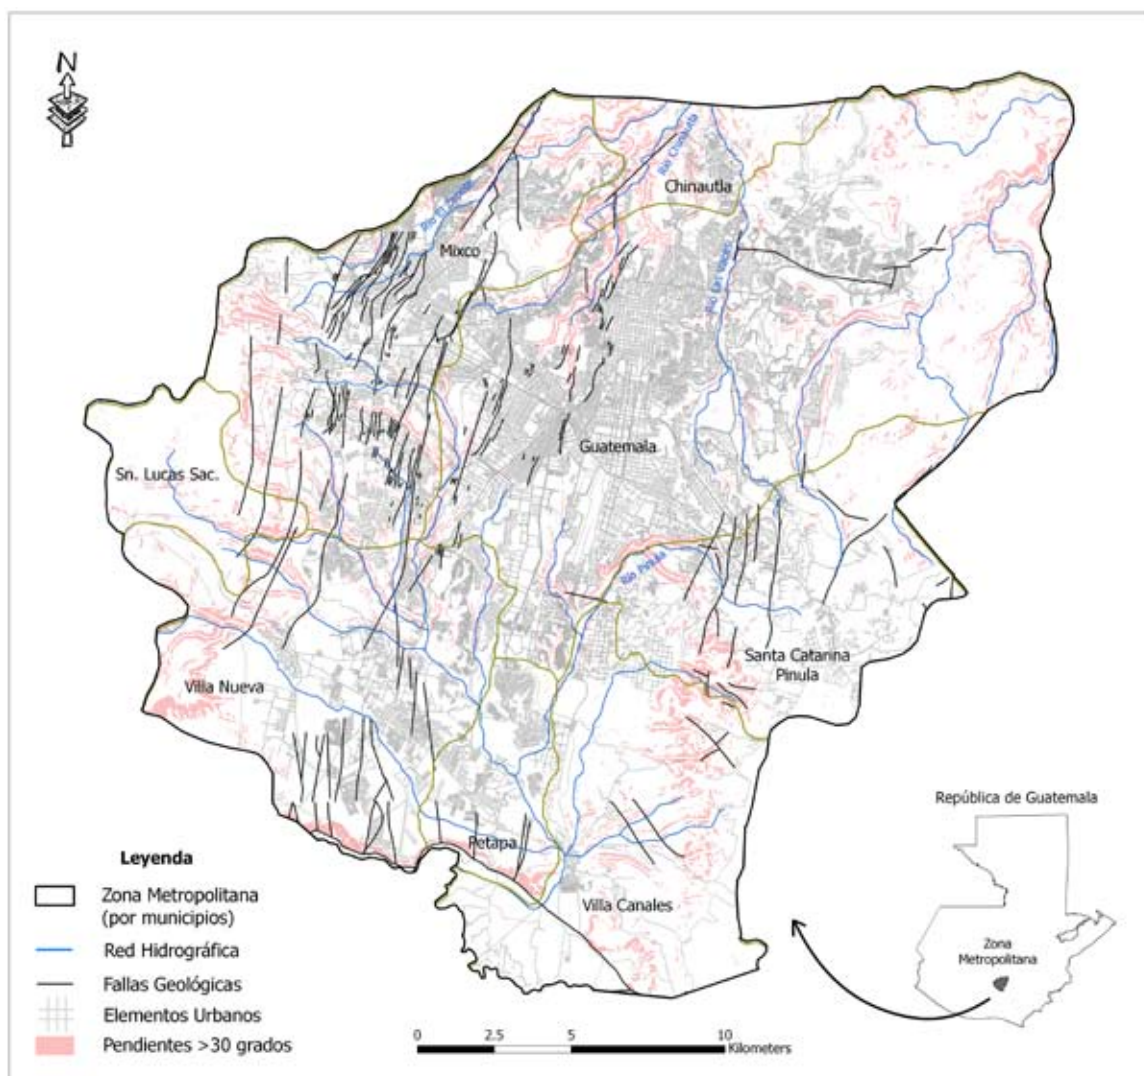 N
Río Chinautla
Chinautla
Mixco
Guatemala
Sn. Lucas Sac.
Río Pinula
Santa Catarina
Pinula
Villa Nueva
Petapa
Villa Canales
República de Guatemala
Zona
Metropolitana
Leyenda
Zona Metropolitana
(por municipios)
Red Hidrográfica
Fallas Geológicas
Elementos Urbanos
Pendientes >30 grados
0 2.5 5 10
Kilometers